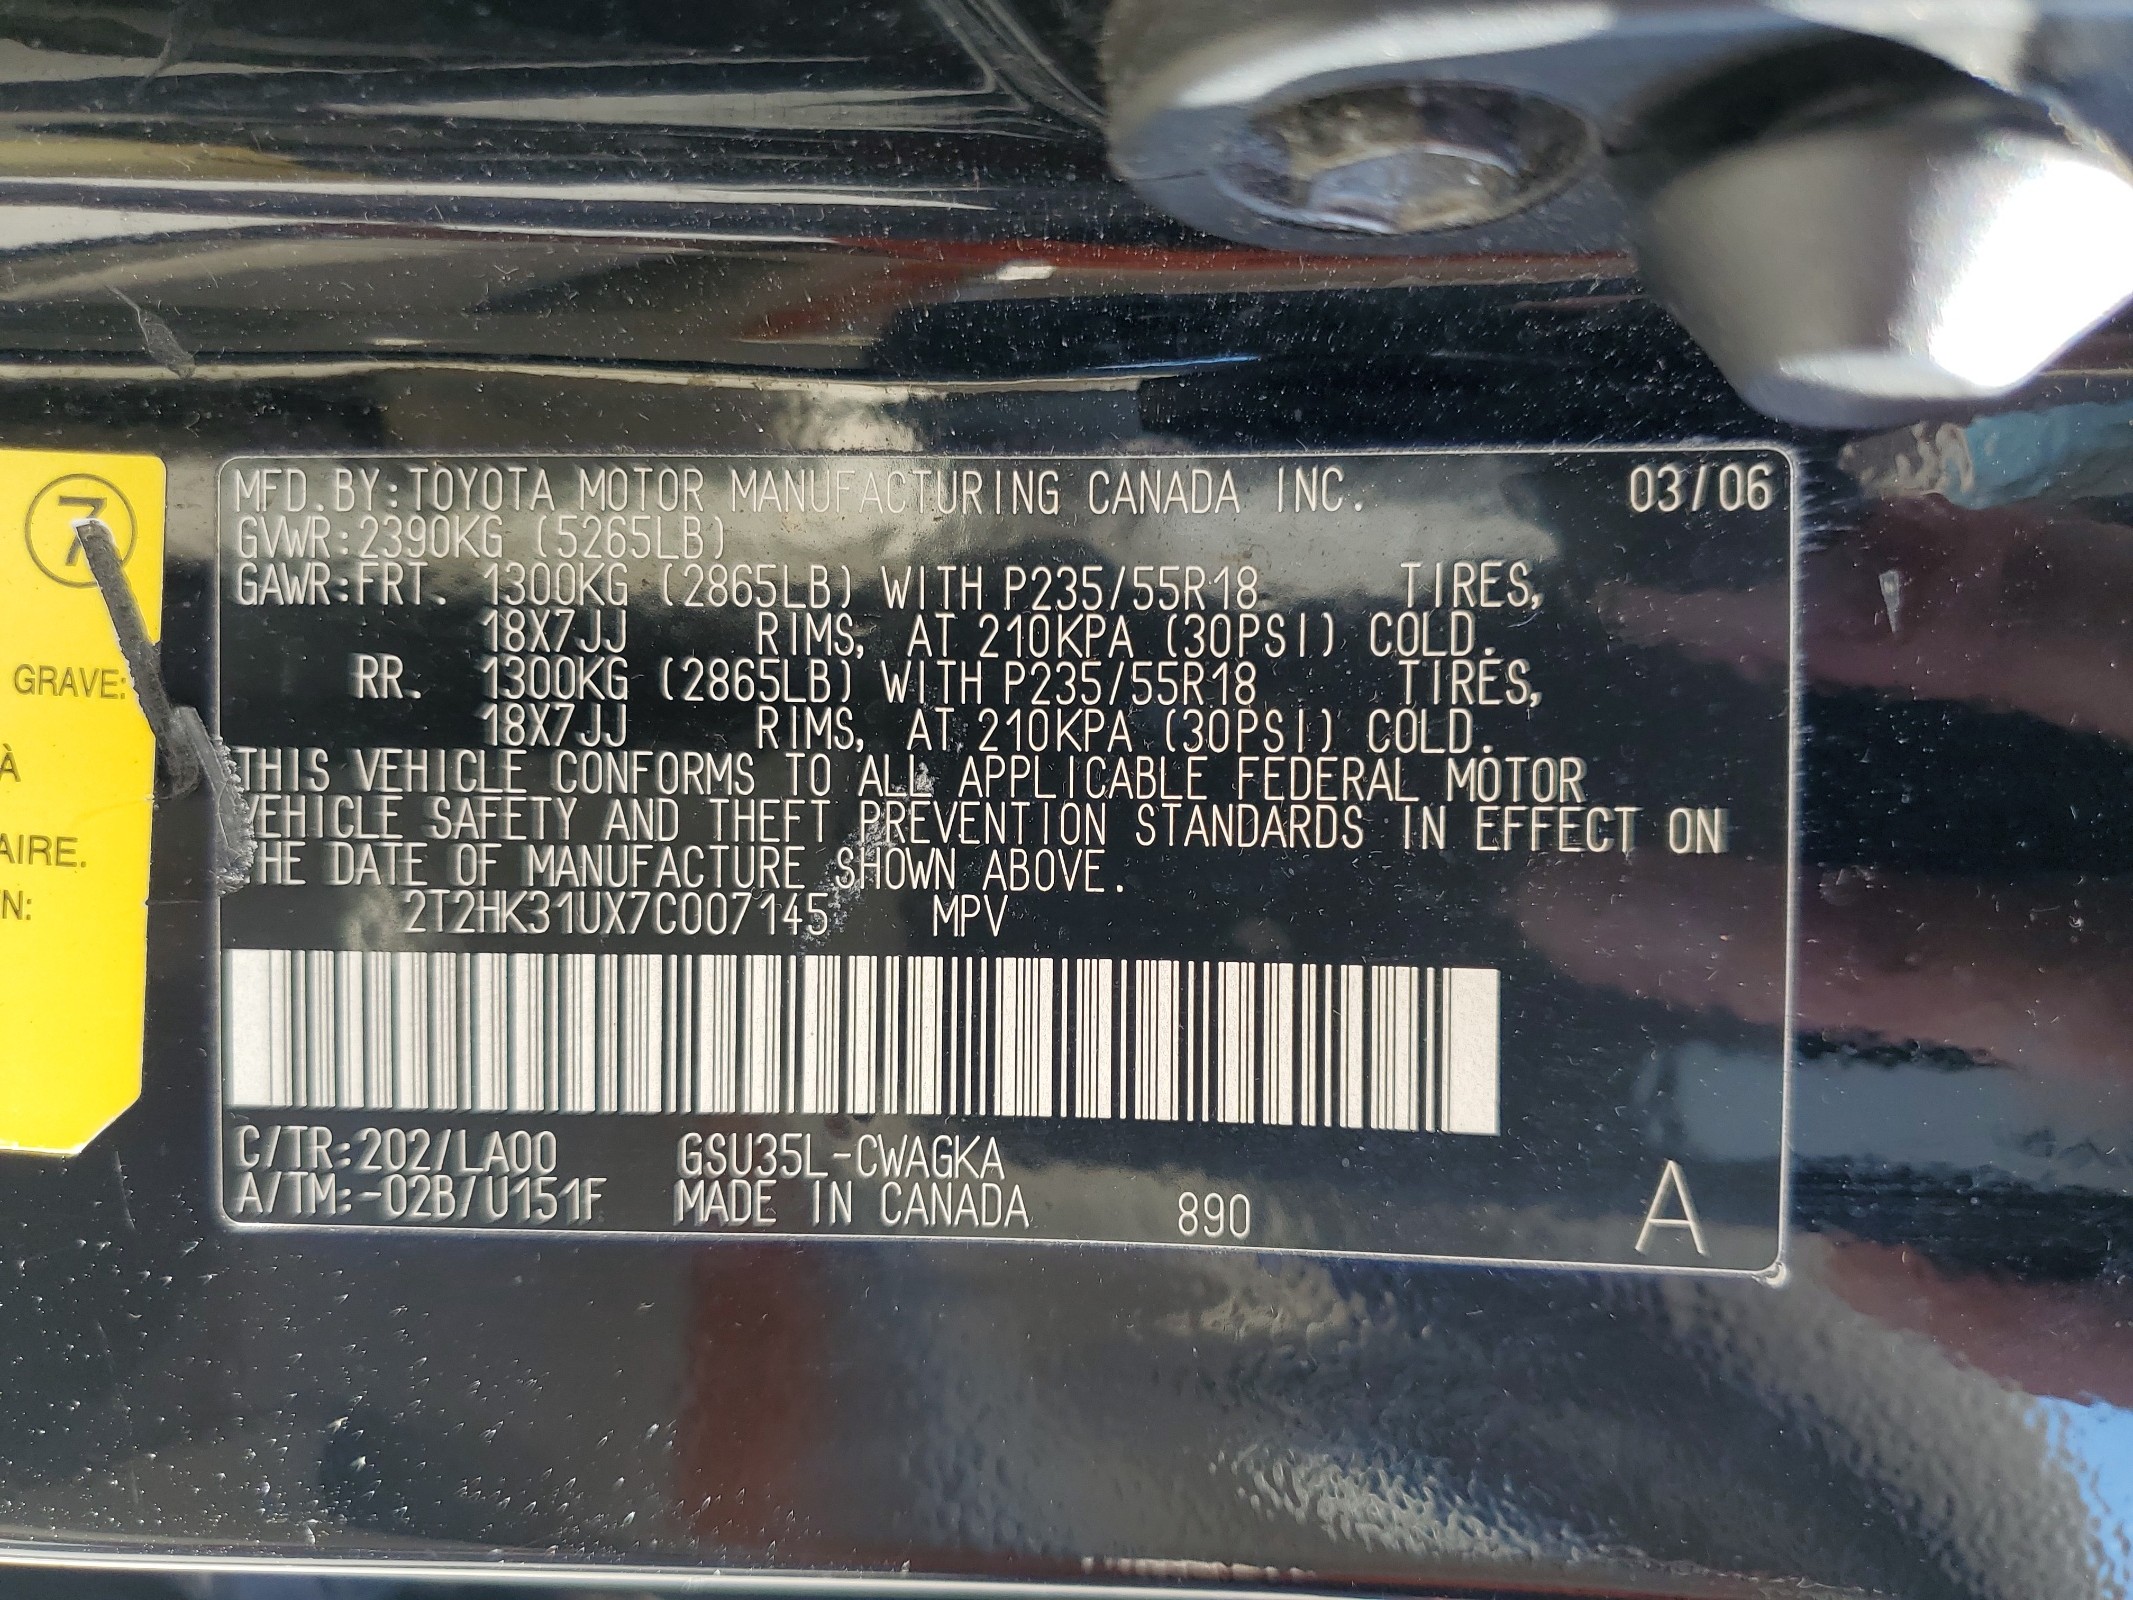 MFD.BY:TOYOTA MOTOR MANUFACTURING CANADA INC. 03/06
GVWR:2390KG (5265LB)
GAWR:FRT. 1300KG (2865LB) WITH P235/55R18 TIRES,
18X7JJ RIMS, AT 210KPA (30PSI) COLD.
RR. 1300KG (2865LB) WITH P235/55R18 TIRES,
18X7JJ RIMS, AT 210KPA (30PSI) COLD.
THIS VEHICLE CONFORMS TO ALL APPLICABLE FEDERAL MOTOR
VEHICLE SAFETY AND THEFT PREVENTION STANDARDS IN EFFECT ON
THE DATE OF MANUFACTURE SHOWN ABOVE.
2T2HK31UX7C007145 MPV
C/TR:202/LA00 GSU35L-CWAGKA
A/TM:-02B/U151F MADE IN CANADA 890 A
7
GRAVE:
À
AIRE.
N: